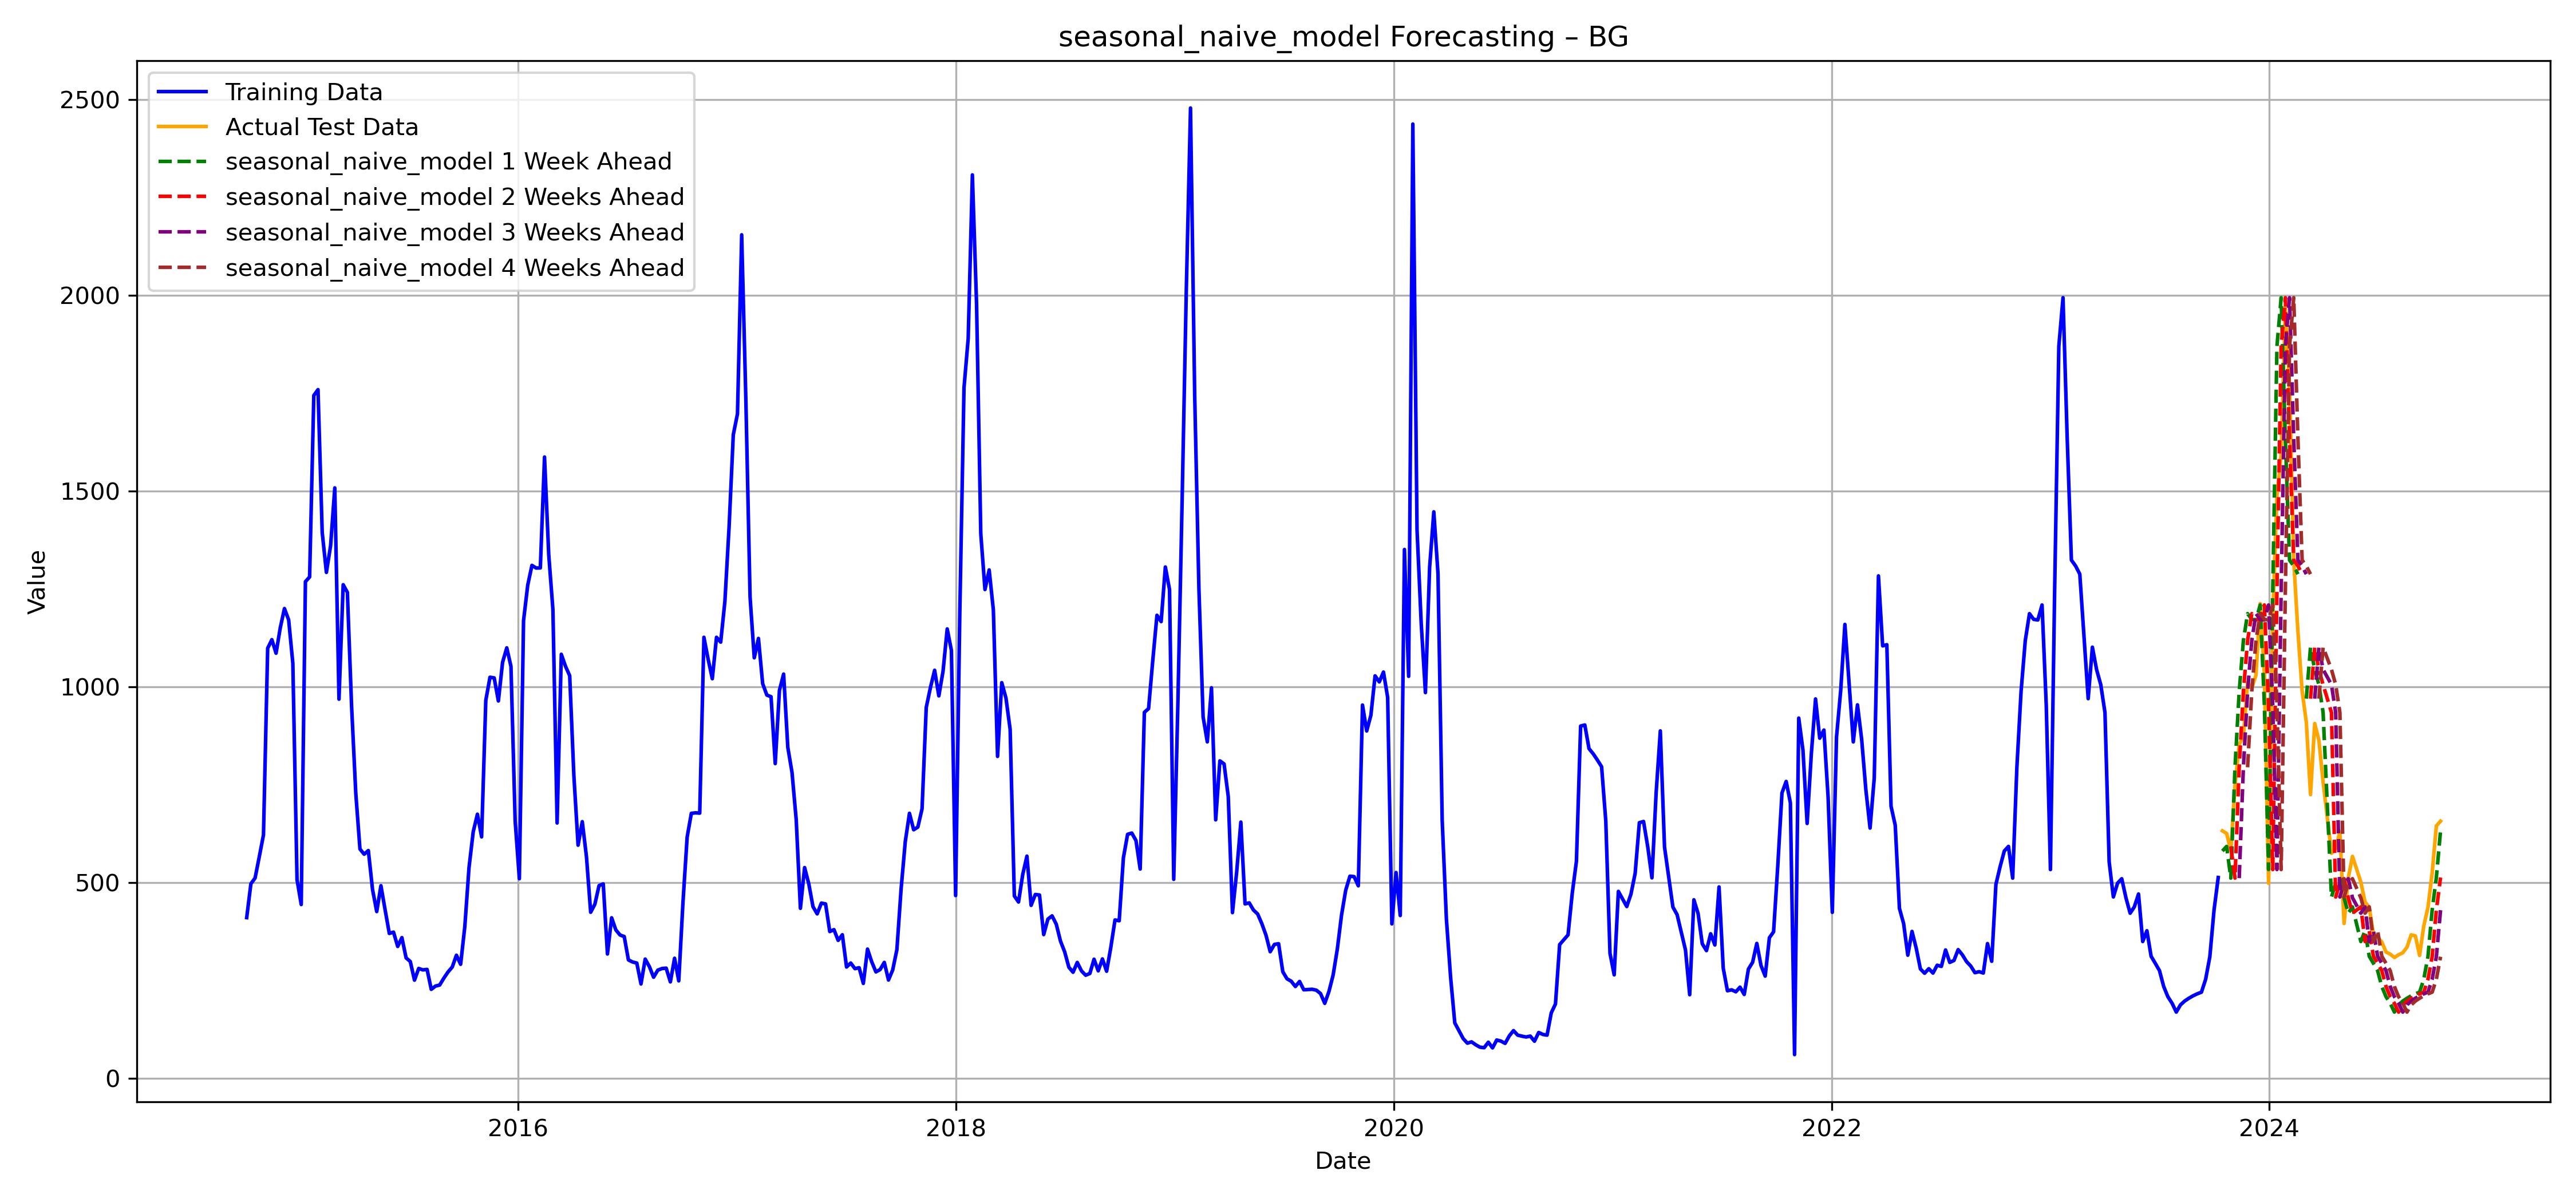 seasonal_naive_model Forecasting – BG
Training Data
Actual Test Data
seasonal_naive_model 1 Week Ahead
seasonal_naive_model 2 Weeks Ahead
seasonal_naive_model 3 Weeks Ahead
seasonal_naive_model 4 Weeks Ahead
Value
2500
2000
1500
1000
500
0
2016 2018 2020 2022 2024
Date